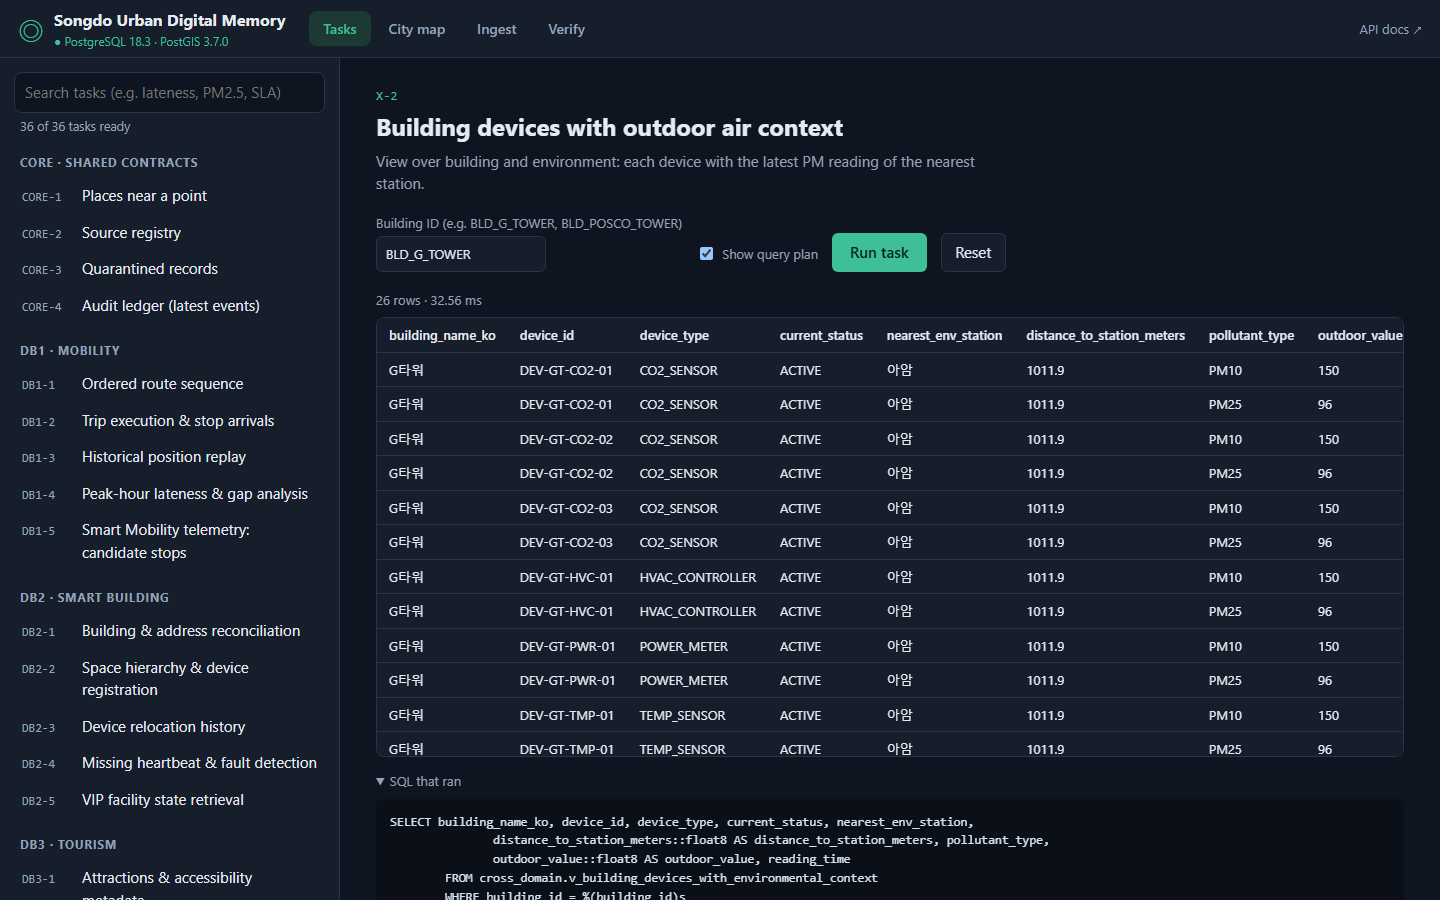 Songdo Urban Digital Memory
● PostgreSQL 18.3 · PostGIS 3.7.0
Tasks
City map
Ingest
Verify
API docs ↗
Search tasks (e.g. lateness, PM2.5, SLA)
36 of 36 tasks ready
CORE · SHARED CONTRACTS
CORE-1 Places near a point
CORE-2 Source registry
CORE-3 Quarantined records
CORE-4 Audit ledger (latest events)
DB1 · MOBILITY
DB1-1 Ordered route sequence
DB1-2 Trip execution & stop arrivals
DB1-3 Historical position replay
DB1-4 Peak-hour lateness & gap analysis
DB1-5 Smart Mobility telemetry:
candidate stops
DB2 · SMART BUILDING
DB2-1 Building & address reconciliation
DB2-2 Space hierarchy & device
registration
DB2-3 Device relocation history
DB2-4 Missing heartbeat & fault detection
DB2-5 VIP facility state retrieval
DB3 · TOURISM
DB3-1 Attractions & accessibility
metadata
X-2
Building devices with outdoor air context
View over building and environment: each device with the latest PM reading of the nearest
station.
Building ID (e.g. BLD_G_TOWER, BLD_POSCO_TOWER)
BLD_G_TOWER
Show query plan
Run task
Reset
26 rows · 32.56 ms
building_name_ko device_id device_type current_status nearest_env_station distance_to_station_meters pollutant_type outdoor_value
G타워 DEV-GT-CO2-01 CO2_SENSOR ACTIVE 아암 1011.9 PM10 150
G타워 DEV-GT-CO2-01 CO2_SENSOR ACTIVE 아암 1011.9 PM25 96
G타워 DEV-GT-CO2-02 CO2_SENSOR ACTIVE 아암 1011.9 PM10 150
G타워 DEV-GT-CO2-02 CO2_SENSOR ACTIVE 아암 1011.9 PM25 96
G타워 DEV-GT-CO2-03 CO2_SENSOR ACTIVE 아암 1011.9 PM10 150
G타워 DEV-GT-CO2-03 CO2_SENSOR ACTIVE 아암 1011.9 PM25 96
G타워 DEV-GT-HVC-01 HVAC_CONTROLLER ACTIVE 아암 1011.9 PM10 150
G타워 DEV-GT-HVC-01 HVAC_CONTROLLER ACTIVE 아암 1011.9 PM25 96
G타워 DEV-GT-PWR-01 POWER_METER ACTIVE 아암 1011.9 PM10 150
G타워 DEV-GT-PWR-01 POWER_METER ACTIVE 아암 1011.9 PM25 96
G타워 DEV-GT-TMP-01 TEMP_SENSOR ACTIVE 아암 1011.9 PM10 150
G타워 DEV-GT-TMP-01 TEMP_SENSOR ACTIVE 아암 1011.9 PM25 96
▼ SQL that ran
SELECT building_name_ko, device_id, device_type, current_status, nearest_env_station,
distance_to_station_meters::float8 AS distance_to_station_meters, pollutant_type,
outdoor_value::float8 AS outdoor_value, reading_time
FROM cross_domain.v_building_devices_with_environmental_context
WHERE building_id = %(building_id)s